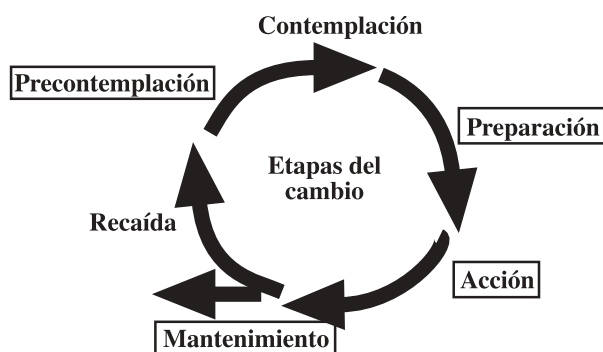 Contemplación
Precontemplación
Preparación
Etapas del
cambio
Recaída
Acción
Mantenimiento